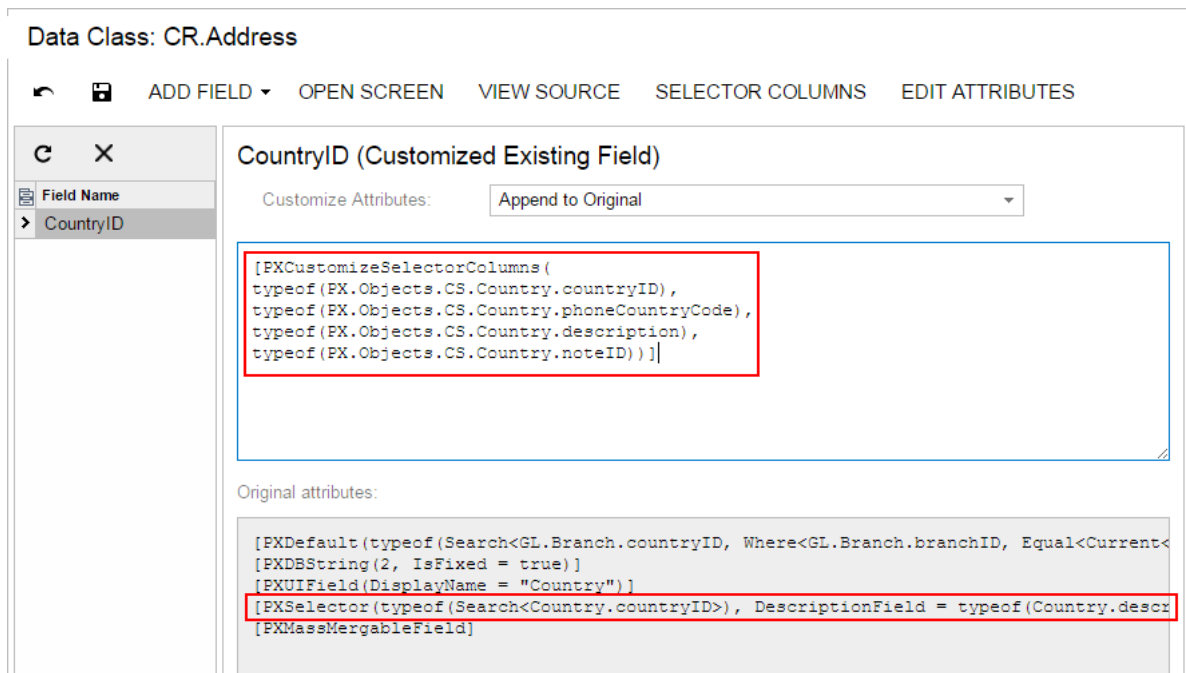 Data Class: CR.Address
ADD FIELD OPEN SCREEN VIEW SOURCE SELECTOR COLUMNS EDIT ATTRIBUTES
Field Name
CountryID
CountryID (Customized Existing Field)
Customize Attributes: Append to Original
[PXCustomizeSelectorColumns(
typeof(PX.Objects.CS.Country.countryID),
typeof(PX.Objects.CS.Country.phoneCountryCode),
typeof(PX.Objects.CS.Country.description),
typeof(PX.Objects.CS.Country.noteID))]
Original attributes:
[PXDefault(typeof(Search<GL.Branch.countryID, Where<GL.Branch.branchID, Equal<Current<
[PXDBString(2, IsFixed = true)]
[PXUIField(DisplayName = "Country")]
[PXSelector(typeof(Search<Country.countryID>), DescriptionField = typeof(Country.descr
[PXMassMergableField]